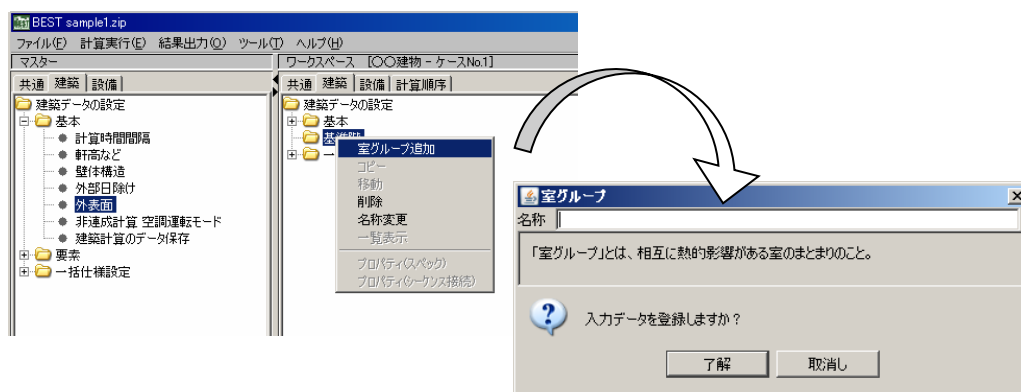 BEST sample1.zip
ファイル(F) 計算実行(E) 結果出力(O) ツール(T) ヘルプ(H)
マスター
共通 建築 設備
建築データの設定
基本
計算時間間隔
軒高など
壁体構造
外部日除け
外表面
非連成計算 空調運転モード
建築計算のデータ保存
要素
一括仕様設定
ワークスペース 【〇〇建物 - ケースNo.1】
共通 建築 設備 計算順序
建築データの設定
基本
基準階
一
室グループ追加
コピー
移動
削除
名称変更
一覧表示
プロパティ(スペック)
プロパティ(シーケンス接続)
室グループ
名称
「室グループ」とは、相互に熱的影響がある室のまとまりのこと。
入力データを登録しますか？
了解 取消し